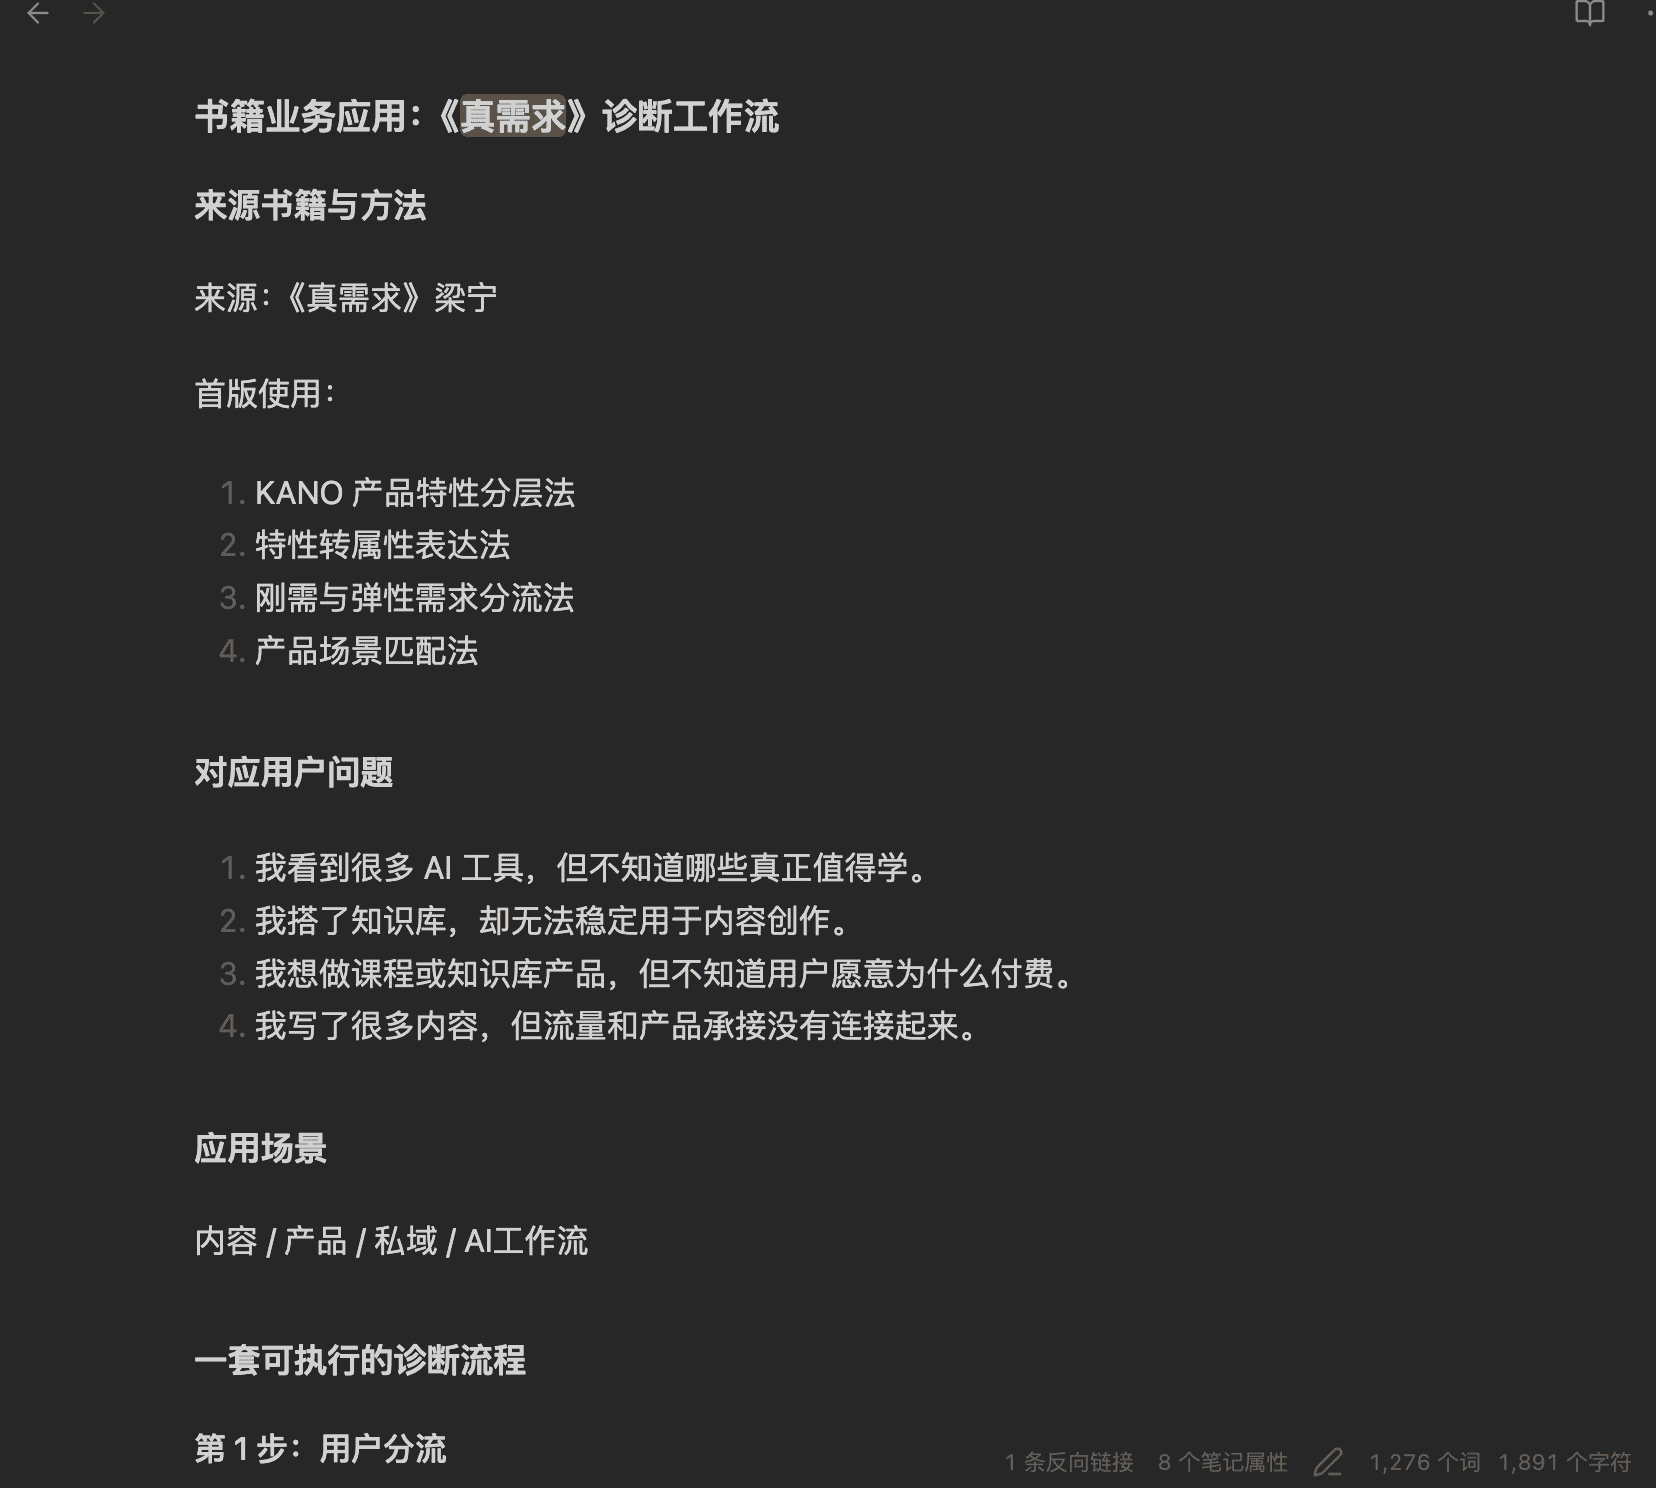 书籍业务应用：《真需求》诊断工作流
来源书籍与方法
来源：《真需求》梁宁
首版使用：
1. KANO 产品特性分层法
2. 特性转属性表达法
3. 刚需与弹性需求分流法
4. 产品场景匹配法
对应用户问题
1. 我看到很多 AI 工具，但不知道哪些真正值得学。
2. 我搭了知识库，却无法稳定用于内容创作。
3. 我想做课程或知识库产品，但不知道用户愿意为什么付费。
4. 我写了很多内容，但流量和产品承接没有连接起来。
应用场景
内容 / 产品 / 私域 / AI工作流
一套可执行的诊断流程
第 1 步：用户分流
1 条反向链接 8 个笔记属性 1,276 个词 1,891 个字符